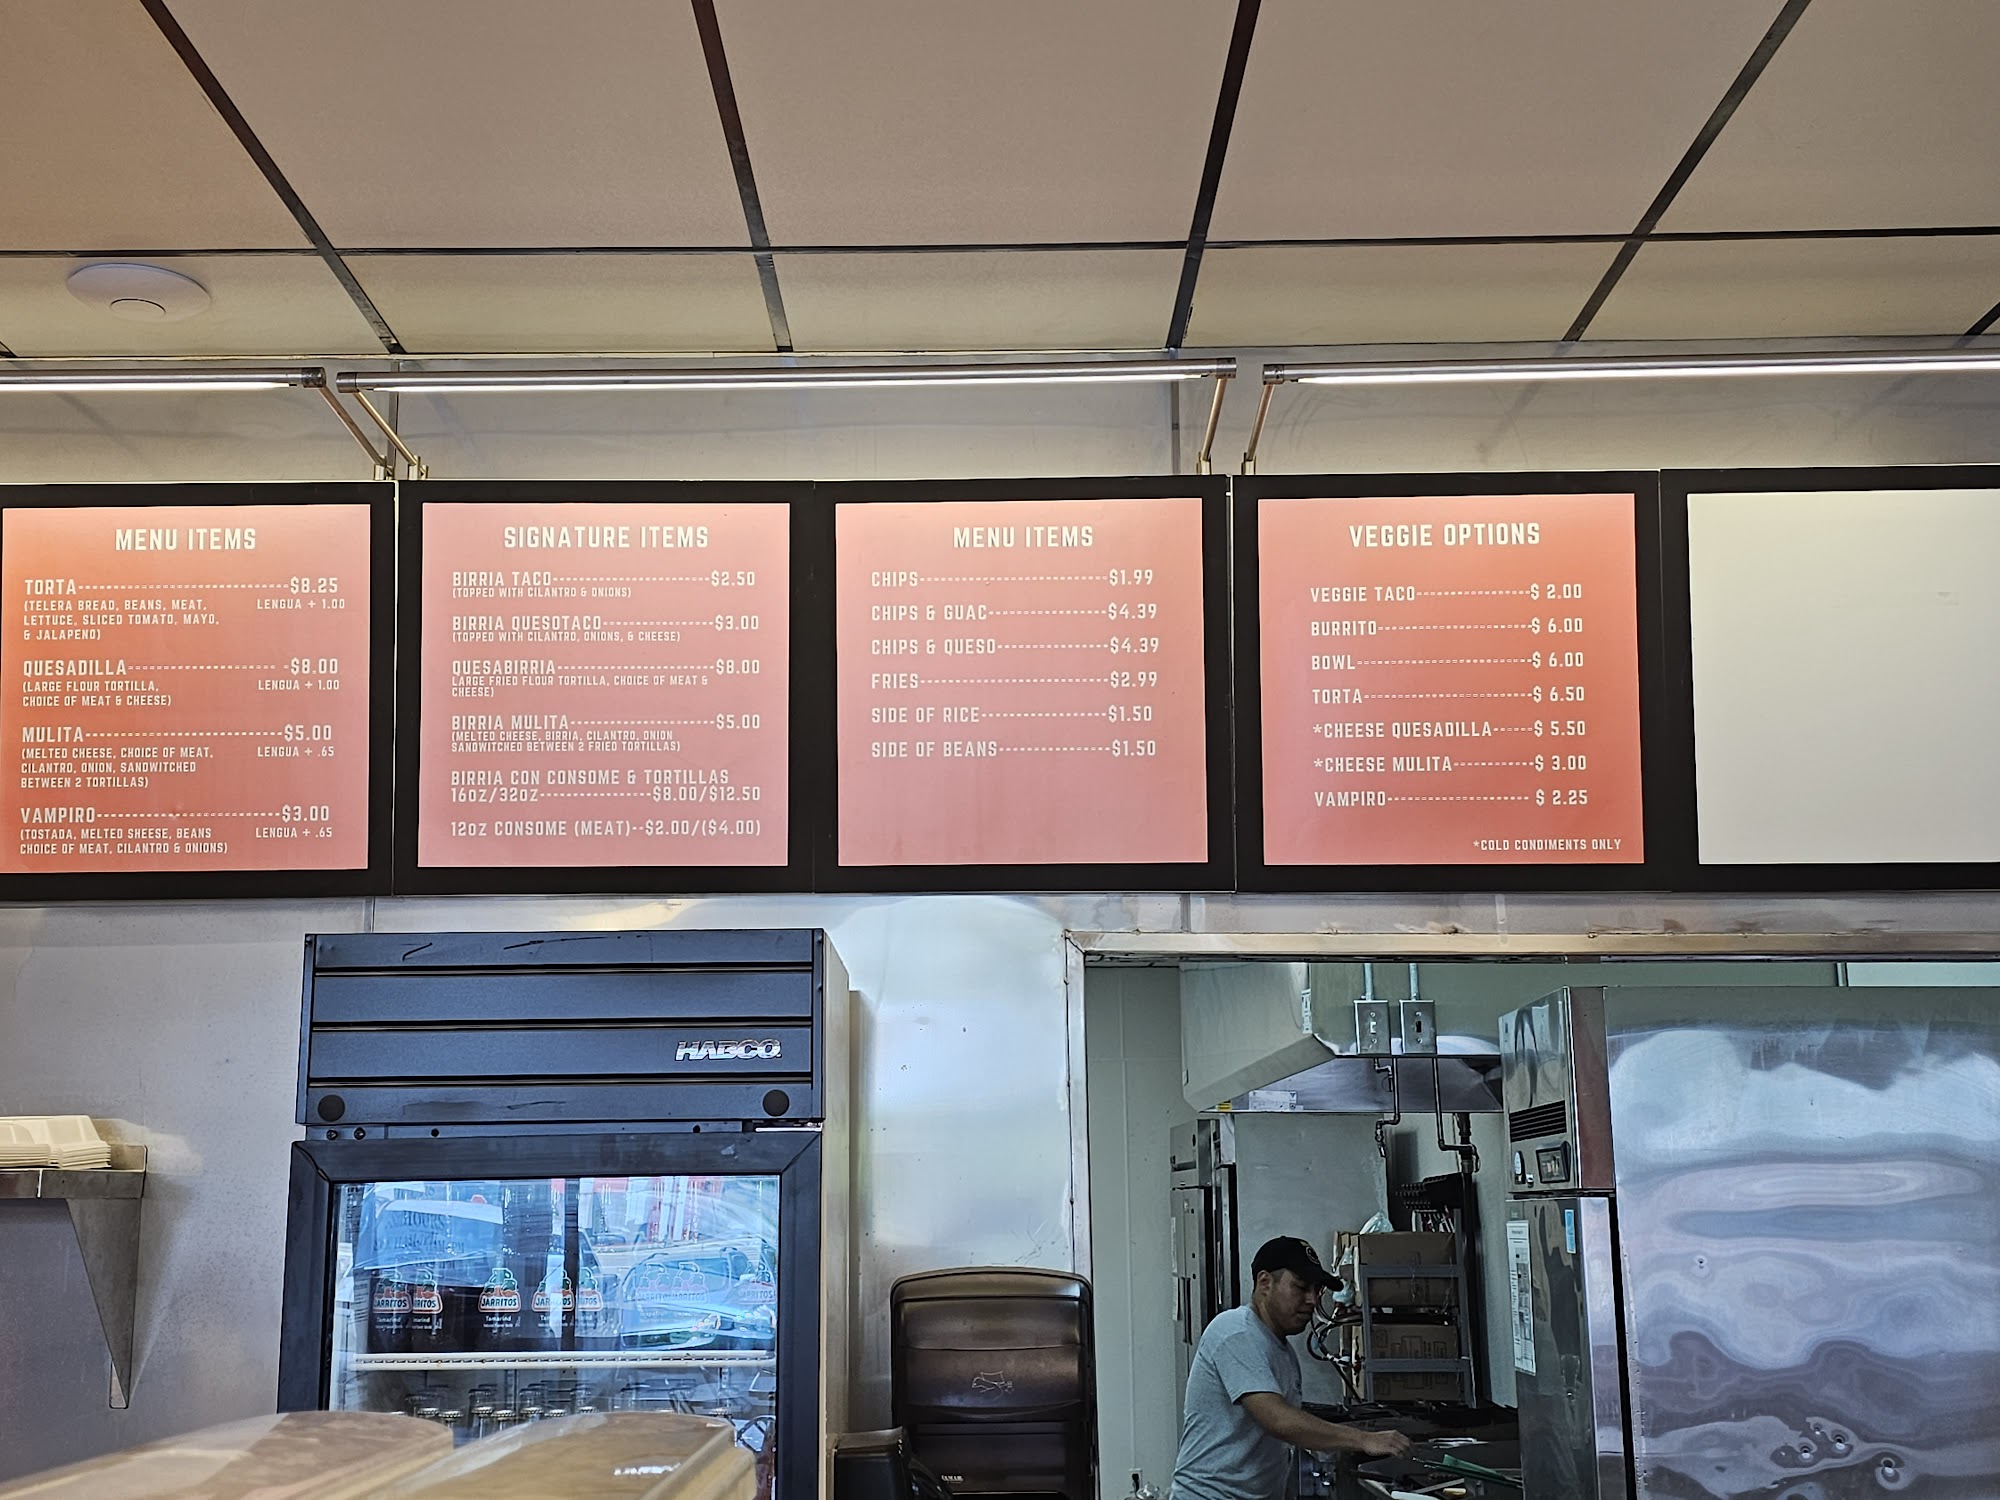 MENU ITEMS
TORTA--------------------------------$8.25
(TELERA BREAD, BEANS, MEAT, LENGUA + 1.00
LETTUCE, SLICED TOMATO, MAYO,
& JALAPENO)
QUESADILLA---------------------- -$8.00
(LARGE FLOUR TORTILLA, LENGUA + 1.00
CHOICE OF MEAT & CHEESE)
MULITA------------------------------$5.00
(MELTED CHEESE, CHOICE OF MEAT, LENGUA + .65
CILANTRO, ONION, SANDWITCHED
BETWEEN 2 TORTILLAS)
VAMPIRO----------------------------$3.00
(TOSTADA, MELTED SHEESE, BEANS LENGUA + .65
CHOICE OF MEAT, CILANTRO & ONIONS)
SIGNATURE ITEMS
BIRRIA TACO------------------------$2.50
(TOPPED WITH CILANTRO & ONIONS)
BIRRIA QUESOTACO-----------------$3.00
(TOPPED WITH CILANTRO, ONIONS, & CHEESE)
QUESABIRRIA------------------------$8.00
LARGE FRIED FLOUR TORTILLA, CHOICE OF MEAT &
CHEESE)
BIRRIA MULITA----------------------$5.00
(MELTED CHEESE, BIRRIA, CILANTRO, ONION
SANDWITCHED BETWEEN 2 FRIED TORTILLAS)
BIRRIA CON CONSOME & TORTILLAS
16oz/32oz-----------------$8.00/$12.50
12oz CONSOME (MEAT)--$2.00/($4.00)
MENU ITEMS
CHIPS-----------------------------$1.99
CHIPS & GUAC------------------$4.39
CHIPS & QUESO-----------------$4.39
FRIES-----------------------------$2.99
SIDE OF RICE-------------------$1.50
SIDE OF BEANS-----------------$1.50
VEGGIE OPTIONS
VEGGIE TACO-----------------$ 2.00
BURRITO-----------------------$ 6.00
BOWL--------------------------$ 6.00
TORTA-------------------------$ 6.50
*CHEESE QUESADILLA------$ 5.50
*CHEESE MULITA------------$ 3.00
VAMPIRO--------------------- $ 2.25
*COLD CONDIMENTS ONLY
HABCO
JARRITOS
JARRITOS
JARRITOS
Tamarind